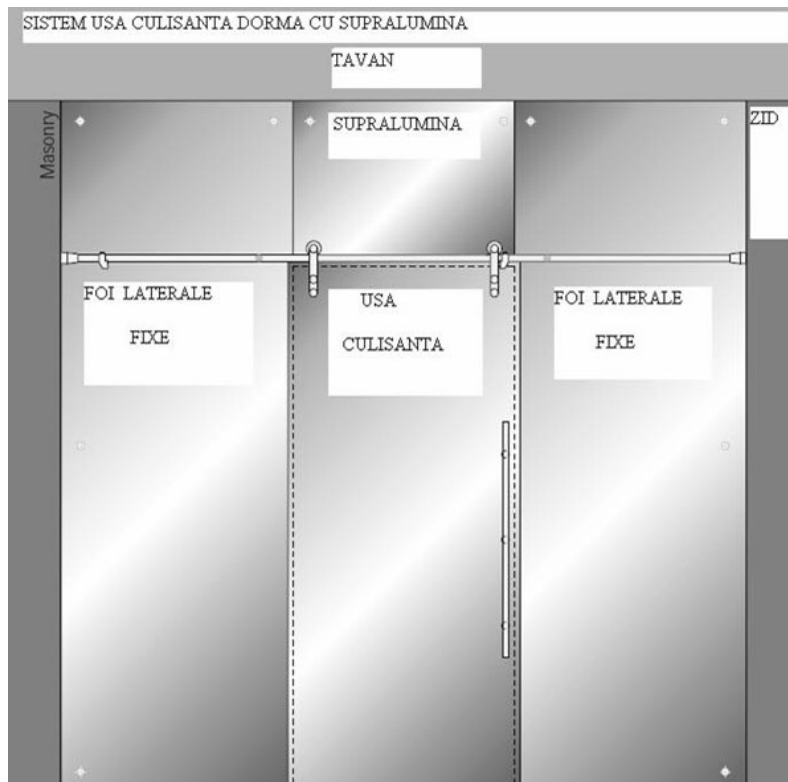 SISTEM USA CULISANTA DORMA CU SUPRALUMINA
TAVAN
Masonry
SUPRALUMINA
ZID
FOI LATERALE
FIXE
USA
CULISANTA
FOI LATERALE
FIXE